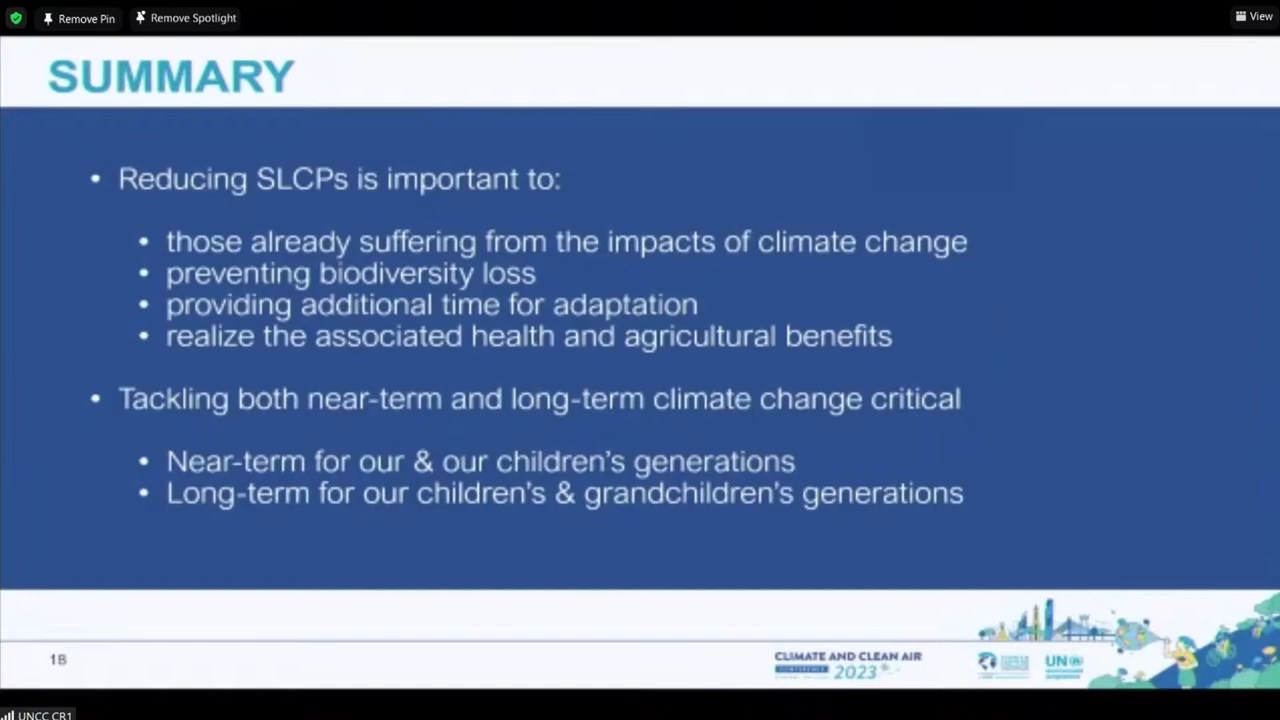 Remove Pin
Remove Spotlight
View
SUMMARY
• Reducing SLCPs is important to:
• those already suffering from the impacts of climate change
• preventing biodiversity loss
• providing additional time for adaptation
• realize the associated health and agricultural benefits
• Tackling both near-term and long-term climate change critical
• Near-term for our & our children's generations
• Long-term for our children's & grandchildren's generations
18
CLIMATE AND CLEAN AIR
CONFERENCE 2023
UN
UNCC CR1